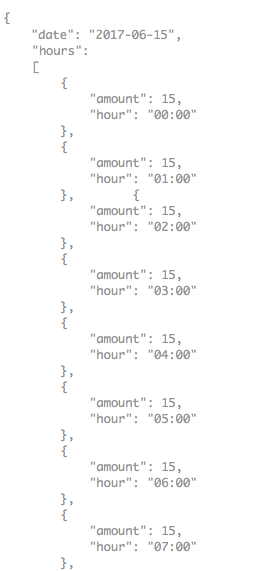 {
    "date": "2017-06-15",
    "hours":
    [
        {
            "amount": 15,
            "hour": "00:00"
        },
        {
            "amount": 15,
            "hour": "01:00"
        },        {
            "amount": 15,
            "hour": "02:00"
        },
        {
            "amount": 15,
            "hour": "03:00"
        },
        {
            "amount": 15,
            "hour": "04:00"
        },
        {
            "amount": 15,
            "hour": "05:00"
        },
        {
            "amount": 15,
            "hour": "06:00"
        },
        {
            "amount": 15,
            "hour": "07:00"
        },